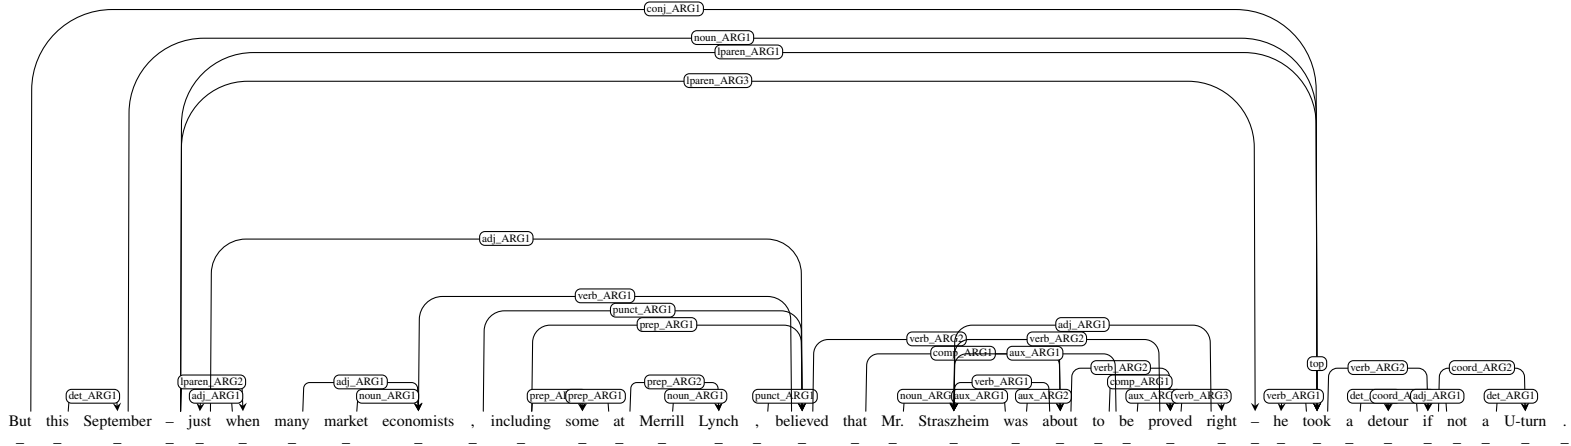 conj_ARG1
noun_ARG1
lparen_ARG1
lparen_ARG3
adj_ARG1
verb_ARG1
punct_ARG1
prep_ARG1 adj_ARG1
verb_ARG2 verb_ARG2
comp_ARG1 aux_ARG1
top verb_ARG2 verb_ARG2 coord_ARG2
lparen_ARG2 adj_ARG1 prep_ARG2 verb_ARG1 comp_ARG1
det_ARG1 adj_ARG1 noun_ARG1 prep_ARG1 noun_ARG1 punct_ARG1 aux_ARG1 aux_ARG2 verb_ARG3 verb_ARG1 adj_ARG1 det_ARG1
But this September – just when many market economists , including some at Merrill Lynch , believed that Mr. Straszheim was about to be proved right – he took a detour if not a U-turn .
_ _ _ _ _ _ _ _ _ _ _ _ _ _ _ _ _ _ _ _ _ _ _ _ _ _ _ _ _ _ _ _ _ _ _ _